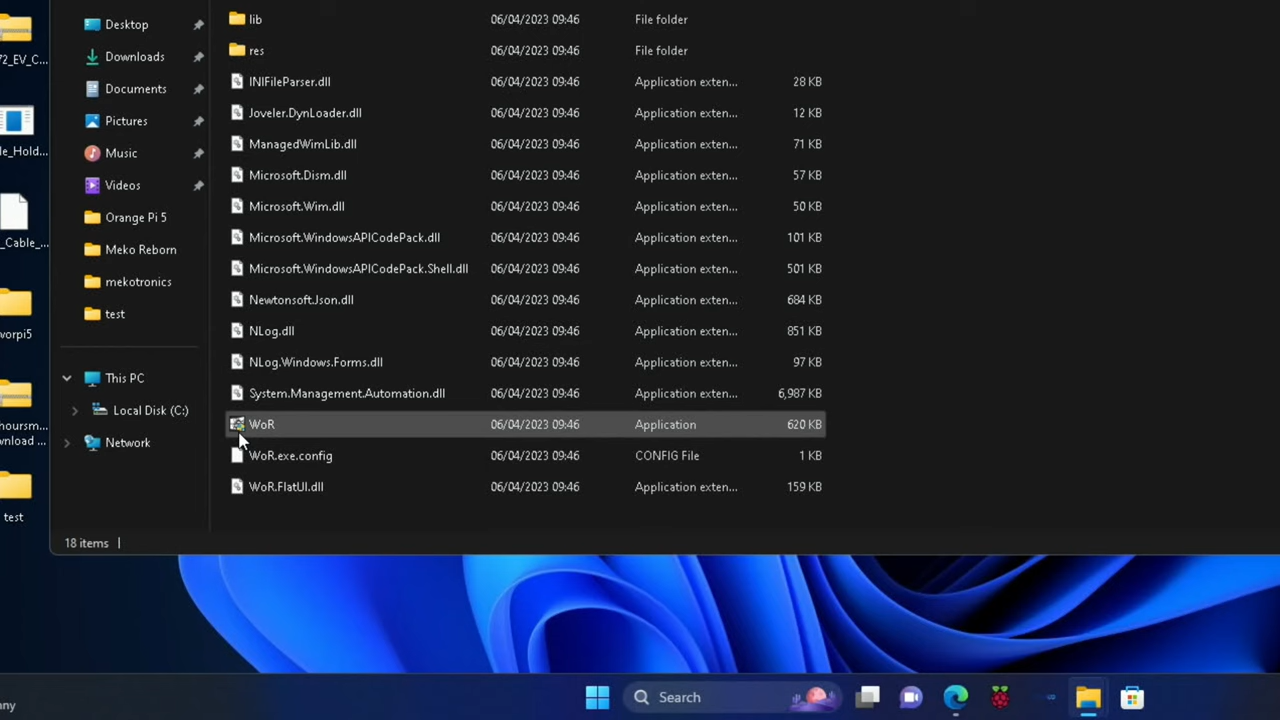 72_EV_C...
le_Hold...
_Cable_...
worpi5
hoursm...
wnload ...
test
Desktop
Downloads
Documents
Pictures
Music
Videos
Orange Pi 5
Meko Reborn
mekotronics
test
This PC
Local Disk (C:)
Network
lib 06/04/2023 09:46 File folder
res 06/04/2023 09:46 File folder
INIFileParser.dll 06/04/2023 09:46 Application exten... 28 KB
Joveler.DynLoader.dll 06/04/2023 09:46 Application exten... 12 KB
ManagedWimLib.dll 06/04/2023 09:46 Application exten... 71 KB
Microsoft.Dism.dll 06/04/2023 09:46 Application exten... 57 KB
Microsoft.Wim.dll 06/04/2023 09:46 Application exten... 50 KB
Microsoft.WindowsAPICodePack.dll 06/04/2023 09:46 Application exten... 101 KB
Microsoft.WindowsAPICodePack.Shell.dll 06/04/2023 09:46 Application exten... 501 KB
Newtonsoft.Json.dll 06/04/2023 09:46 Application exten... 684 KB
NLog.dll 06/04/2023 09:46 Application exten... 851 KB
NLog.Windows.Forms.dll 06/04/2023 09:46 Application exten... 97 KB
System.Management.Automation.dll 06/04/2023 09:46 Application exten... 6,987 KB
WoR 06/04/2023 09:46 Application 620 KB
WoR.exe.config 06/04/2023 09:46 CONFIG File 1 KB
WoR.FlatUI.dll 06/04/2023 09:46 Application exten... 159 KB
18 items
nny
Search